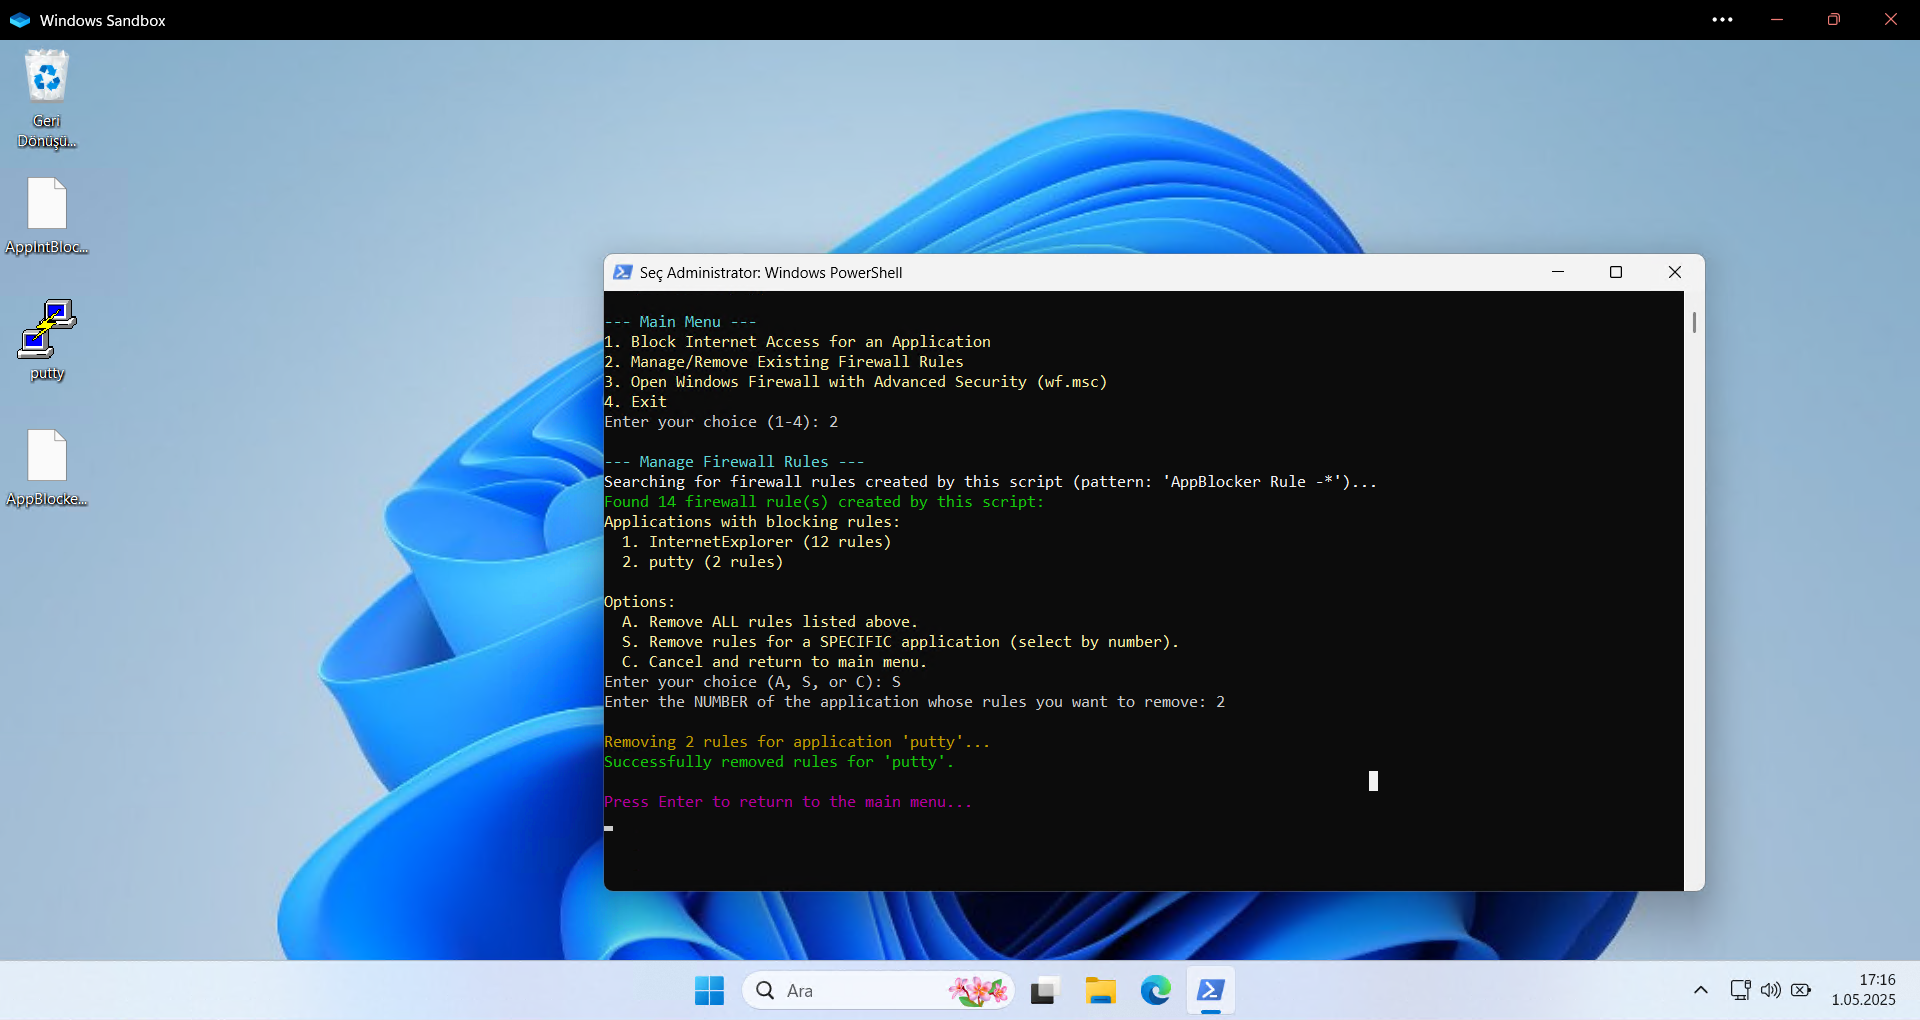 Windows Sandbox
Geri
Dönüşü...
AppIntBloc...
putty
AppBlocke...
Seç Administrator: Windows PowerShell
--- Main Menu ---
1. Block Internet Access for an Application
2. Manage/Remove Existing Firewall Rules
3. Open Windows Firewall with Advanced Security (wf.msc)
4. Exit
Enter your choice (1-4): 2
--- Manage Firewall Rules ---
Searching for firewall rules created by this script (pattern: 'AppBlocker Rule -*')...
Found 14 firewall rule(s) created by this script:
Applications with blocking rules:
1. InternetExplorer (12 rules)
2. putty (2 rules)
Options:
A. Remove ALL rules listed above.
S. Remove rules for a SPECIFIC application (select by number).
C. Cancel and return to main menu.
Enter your choice (A, S, or C): S
Enter the NUMBER of the application whose rules you want to remove: 2
Removing 2 rules for application 'putty'...
Successfully removed rules for 'putty'.
Press Enter to return to the main menu...
Ara
17:16
1.05.2025